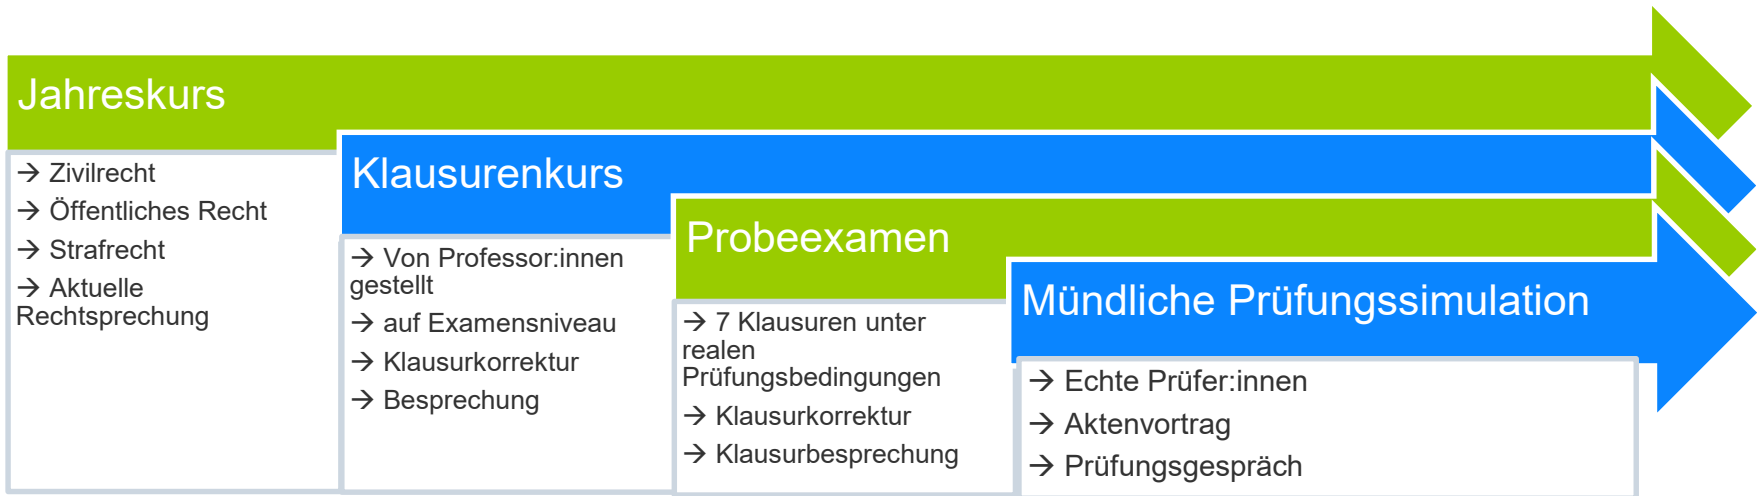 Jahreskurs
→ Zivilrecht
→ Öffentliches Recht
→ Strafrecht
→ Aktuelle
Rechtsprechung
Klausurenkurs
→ Von Professor:innen
gestellt
→ auf Examensniveau
→ Klausurkorrektur
→ Besprechung
Probeexamen
→ 7 Klausuren unter
realen
Prüfungsbedingungen
→ Klausurkorrektur
→ Klausurbesprechung
Mündliche Prüfungssimulation
→ Echte Prüfer:innen
→ Aktenvortrag
→ Prüfungsgespräch